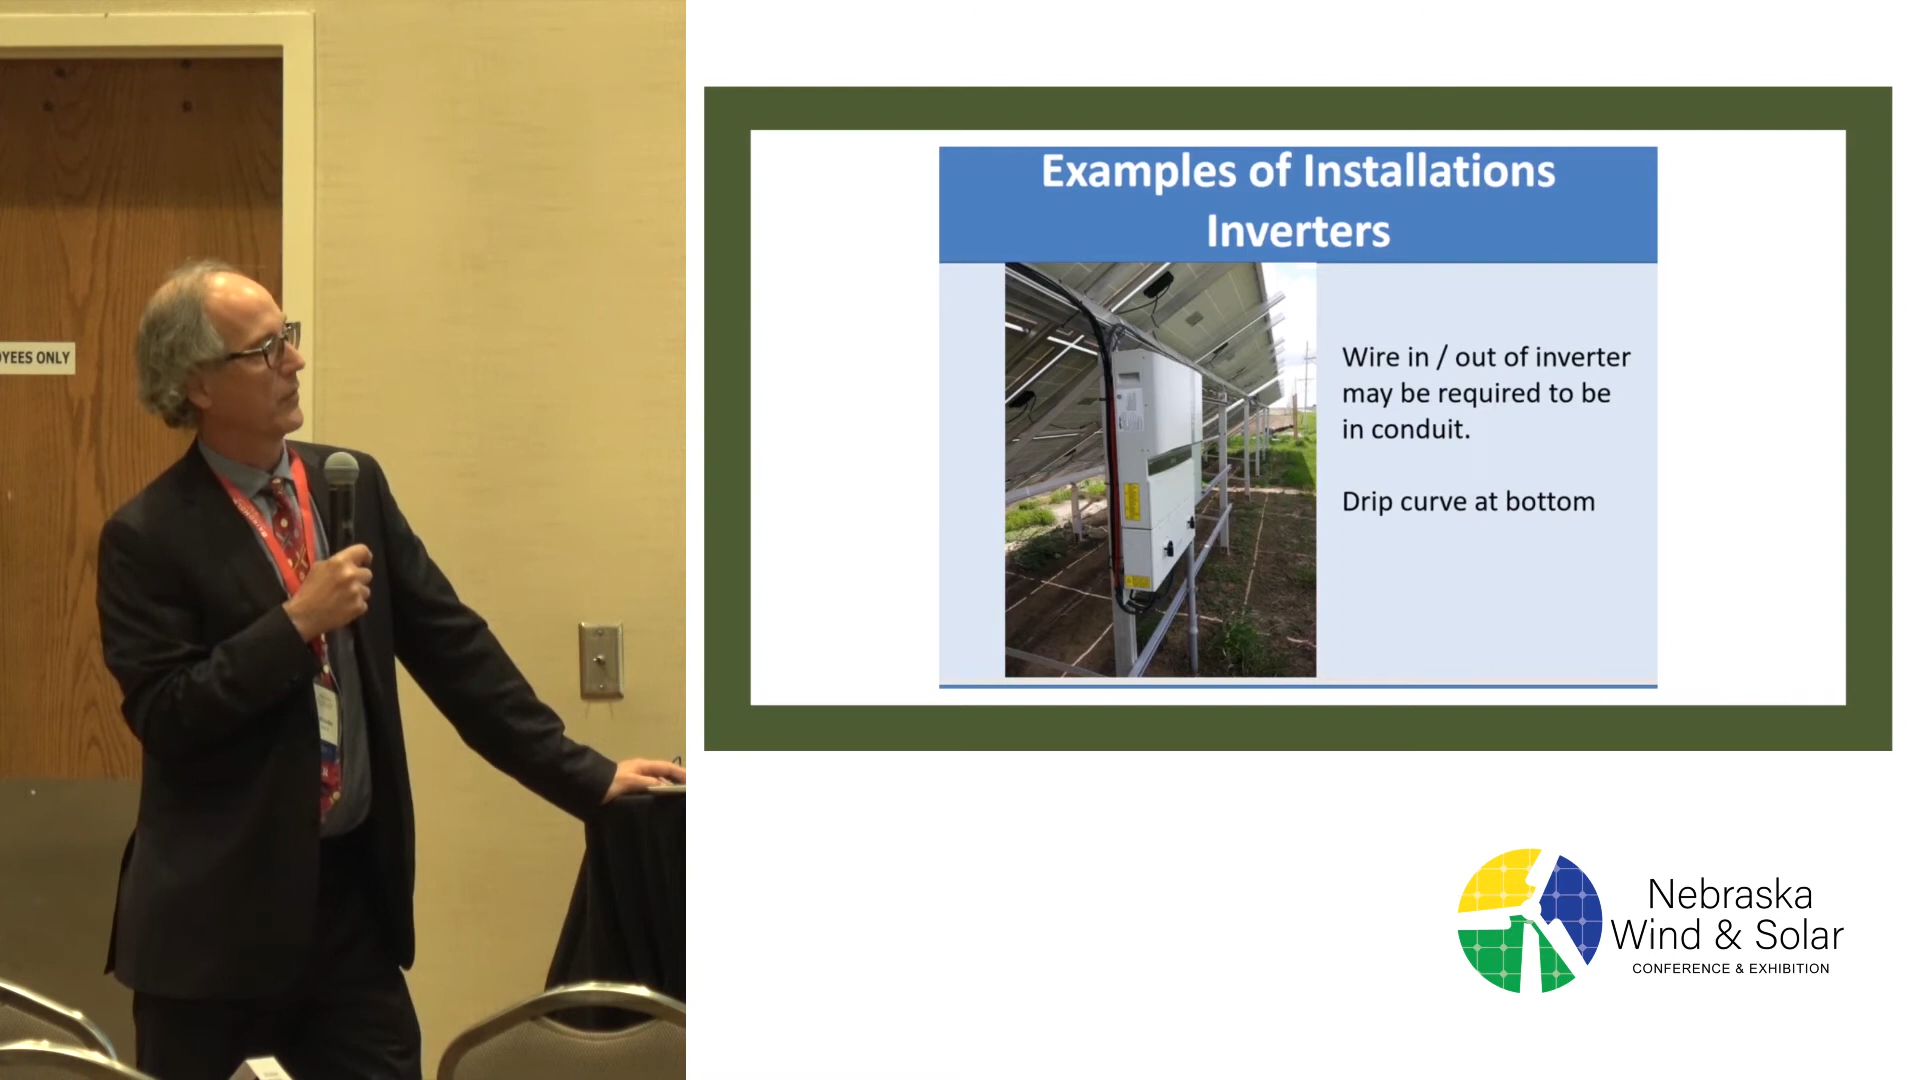 OYEES ONLY
Examples of Installations
Inverters
Wire in / out of inverter
may be required to be
in conduit.
Drip curve at bottom
Nebraska
Wind & Solar
CONFERENCE & EXHIBITION